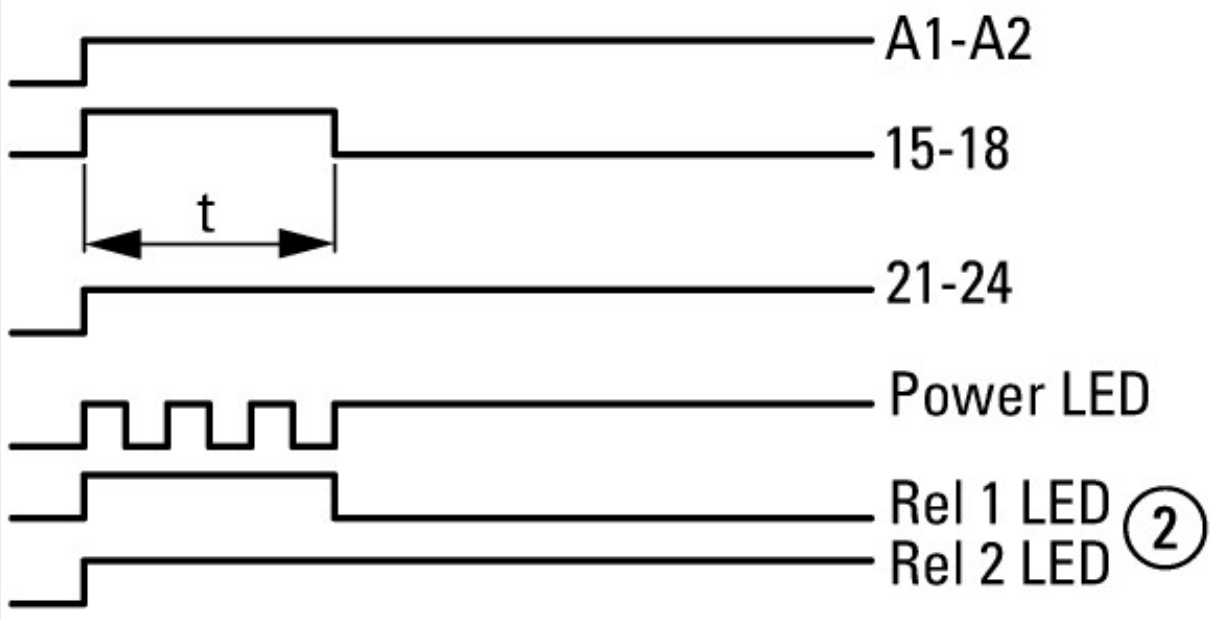 A1-A2
15-18
t
21-24
Power LED
Rel 1 LED
2
Rel 2 LED